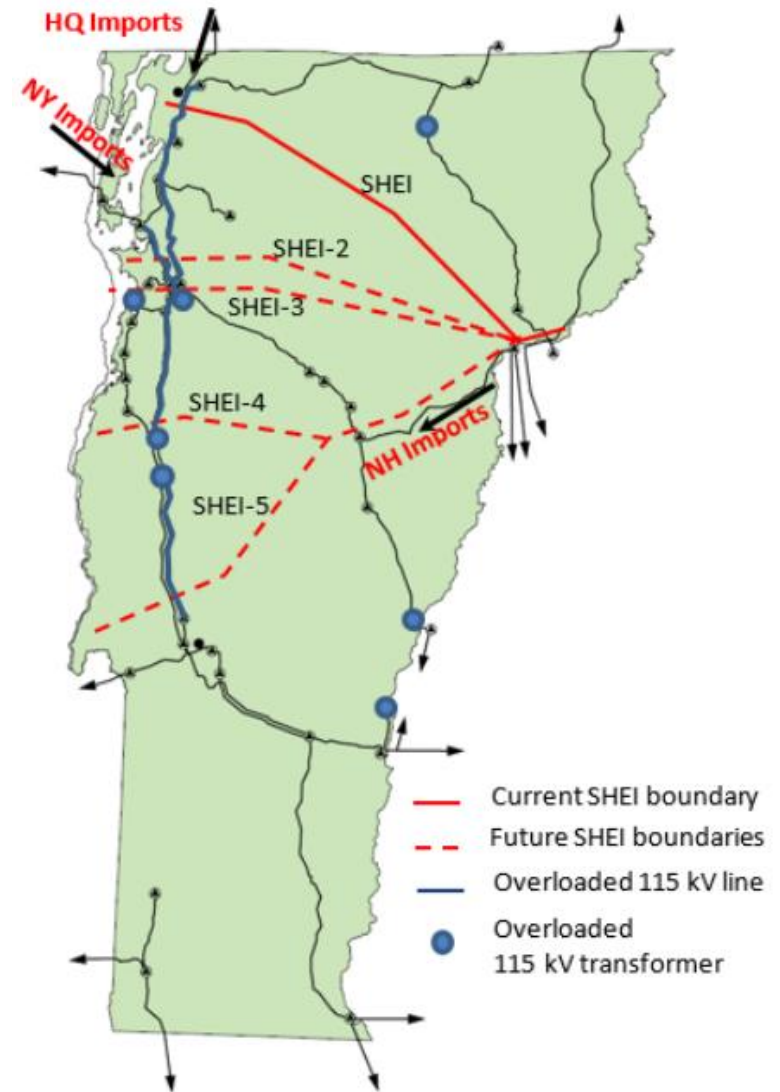 HQ Imports
NY Imports
SHEI
SHEI-2
SHEI-3
SHEI-4
NH Imports
SHEI-5
Current SHEI boundary
Future SHEI boundaries
Overloaded 115 kV line
Overloaded
115 kV transformer